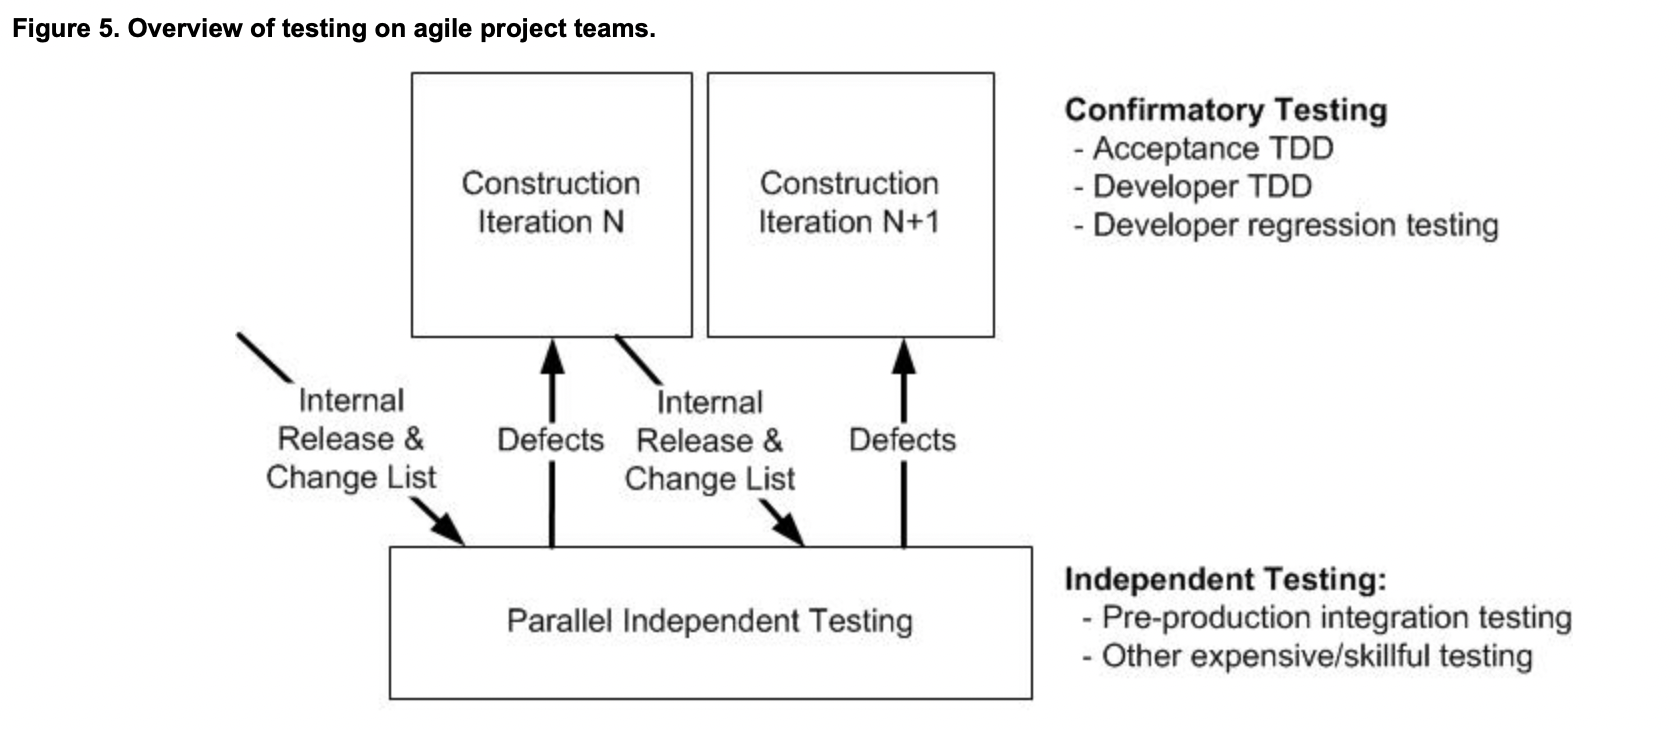 Figure 5. Overview of testing on agile project teams.
Construction
Iteration N
Construction
Iteration N+1
Confirmatory Testing
- Acceptance TDD
- Developer TDD
- Developer regression testing
Internal
Release &
Change List
Defects
Internal
Release &
Change List
Defects
Parallel Independent Testing
Independent Testing:
- Pre-production integration testing
- Other expensive/skillful testing